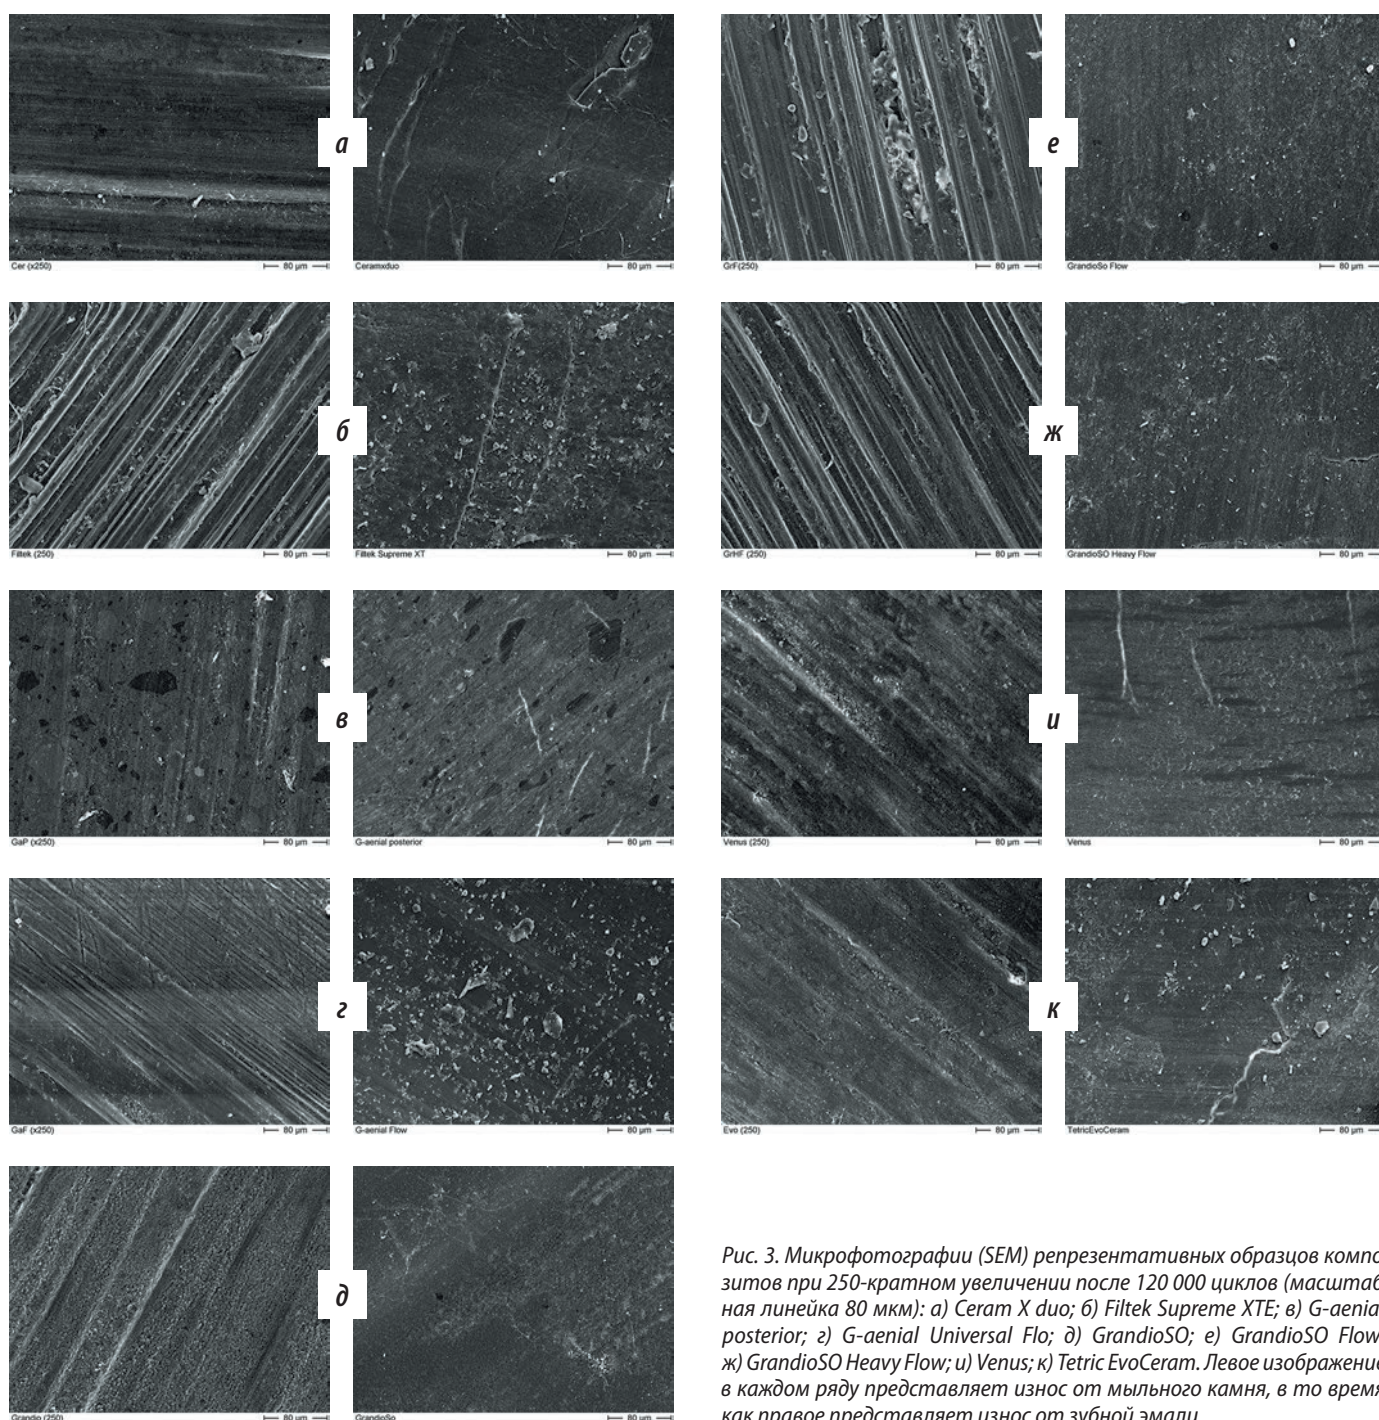 а
Cer (x250)
80 µm
Ceramxduo
80 µm
б
Filtek (250)
80 µm
Filtek Supreme XT
80 µm
в
GaP (x250)
80 µm
G-aenial posterior
80 µm
г
GaF (x250)
80 µm
G-aenial Flow
80 µm
д
Grandio (250)
80 µm
GrandioSo
80 µm
е
GrF(250)
80 µm
GrandioSo Flow
80 µm
ж
GrHF (250)
80 µm
GrandioSO Heavy Flow
80 µm
и
Venus (250)
80 µm
Venus
80 µm
к
Evo (250)
80 µm
TetricEvoCeram
80 µm
Рис. 3. Микрофотографии (SEM) репрезентативных образцов компо
зитов при 250-кратном увеличении после 120 000 циклов (масштаб
ная линейка 80 мкм): а) Ceram X duo; б) Filtek Supreme XTE; в) G-aenia
posterior; г) G-aenial Universal Flo; д) GrandioSO; е) GrandioSO Flow
ж) GrandioSO Heavy Flow; и) Venus; к) Tetric EvoCeram. Левое изображение
в каждом ряду представляет износ от мыльного камня, в то время
как правое представляет износ от зубной эмали